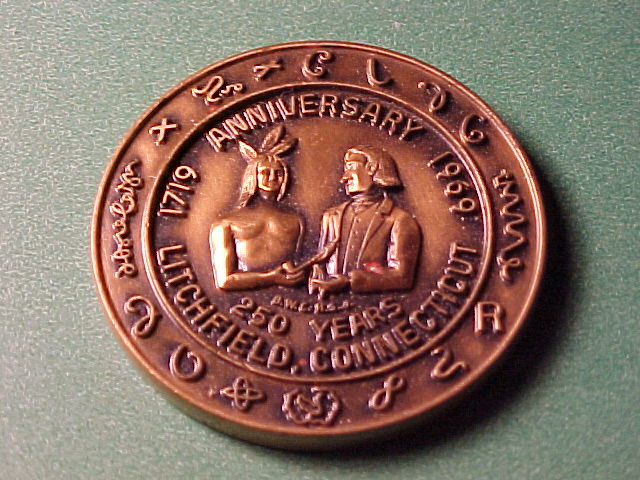 ANNIVERSARY
1719 1969
250 YEARS
LITCHFIELD, CONNECTICUT
R